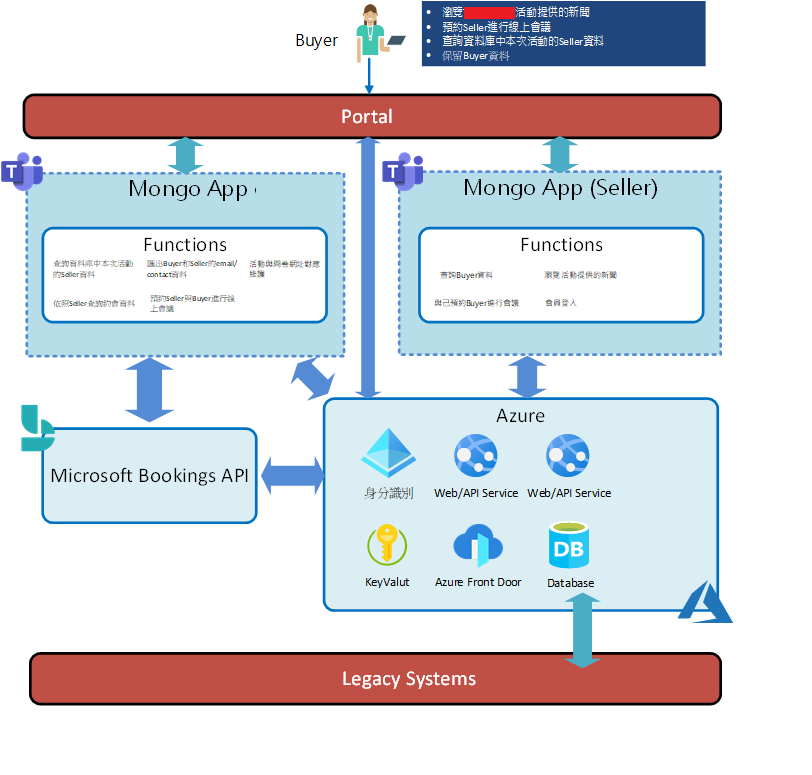 瀏覽 活動提供的新聞
Buyer
預約Seller進行線上會議
查詢資料庫中本次活動的Seller資料
保留Buyer資料
Portal
T
T
Mongo App (
Mongo App (Seller)
Functions
查詢資料庫中本次活動
的Seller資料
匯出Buyer和Seller的email/
contact資料
活動與問卷網址對應
維護
依照Seller查詢約會資料
預約Seller與Buyer進行線
上會議
Functions
查詢Buyer資料
瀏覽活動提供的新聞
與已預約Buyer進行會議
會員登入
Azure
Microsoft Bookings API
身分識別
Web/API Service
Web/API Service
KeyValut
Azure Front Door
DB
Database
Legacy Systems